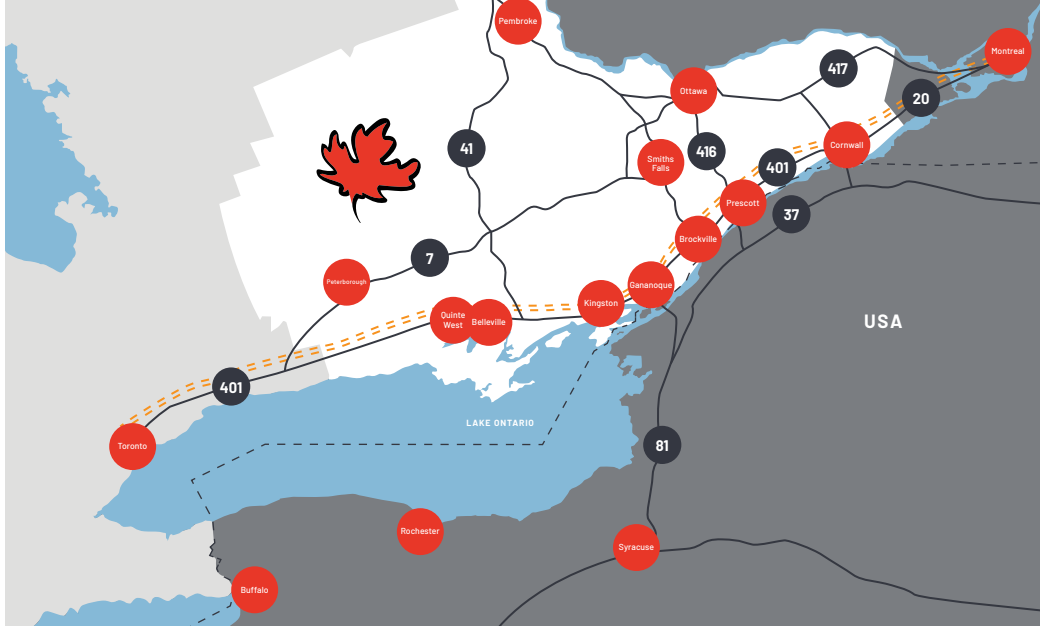 Pembroke
Montreal
417
Ottawa
20
41
Smiths
Falls
416
401
Cornwall
Prescott
37
7
Brockville
Peterborough
Gananoque
Kingston
Quinte
West
Belleville
USA
401
LAKE ONTARIO
Toronto
81
Rochester
Syracuse
Buffalo